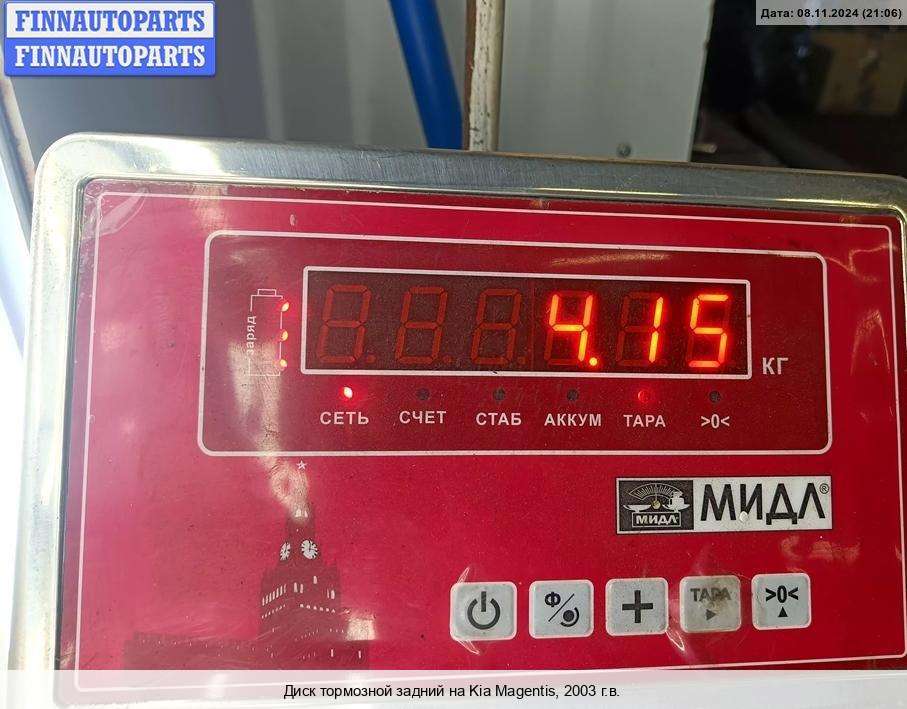 FINNAUTOPARTS
FINNAUTOPARTS
Дата: 08.11.2024 (21:06)
заряд
4.15
КГ
СЕТЬ СЧЕТ СТАБ АККУМ ТАРА >0<
МИДЛ МИДЛ®
Ф/ + ТАРА >0<
Диск тормозной задний на Kia Magentis, 2003 г.в.